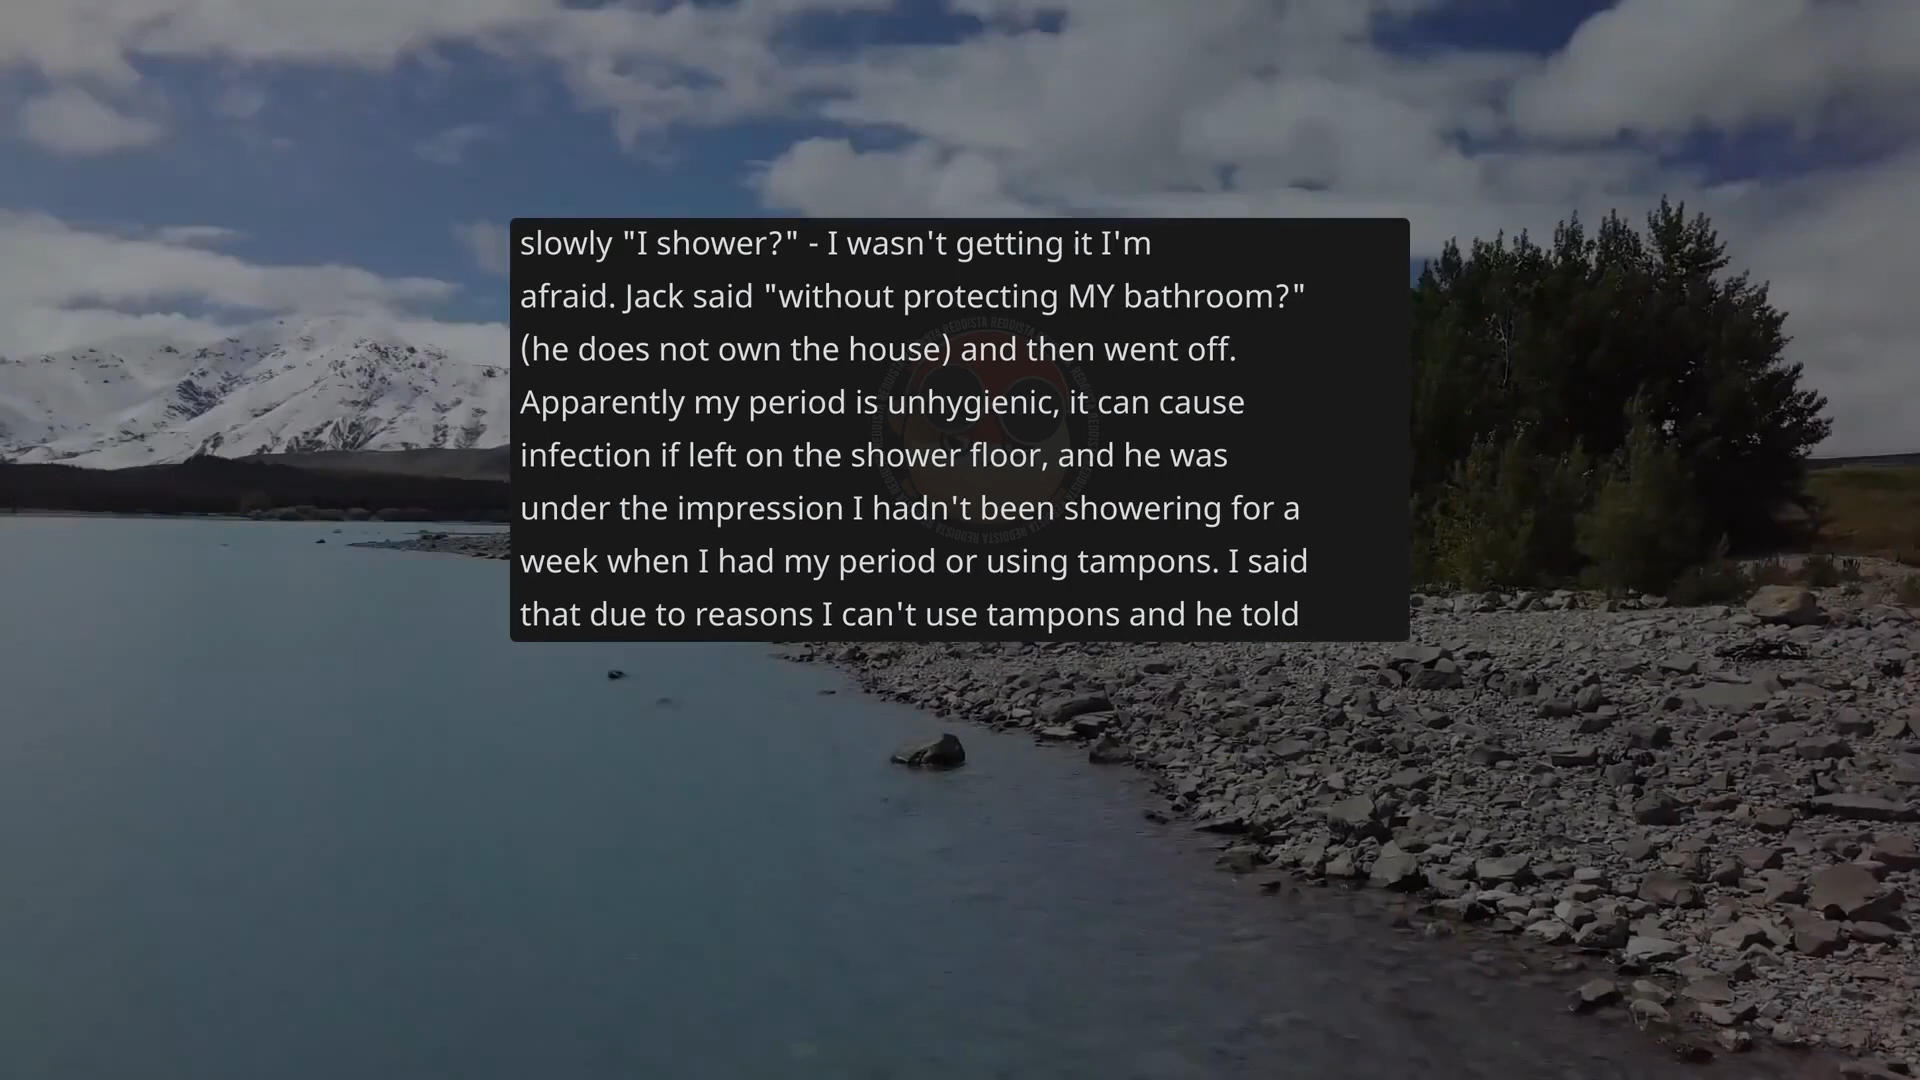 slowly "I shower?" - I wasn't getting it I'm
afraid. Jack said "without protecting MY bathroom?"
(he does not own the house) and then went off.
Apparently my period is unhygienic, it can cause
infection if left on the shower floor, and he was
under the impression I hadn't been showering for a
week when I had my period or using tampons. I said
that due to reasons I can't use tampons and he told
REDDISTA REDDISTA